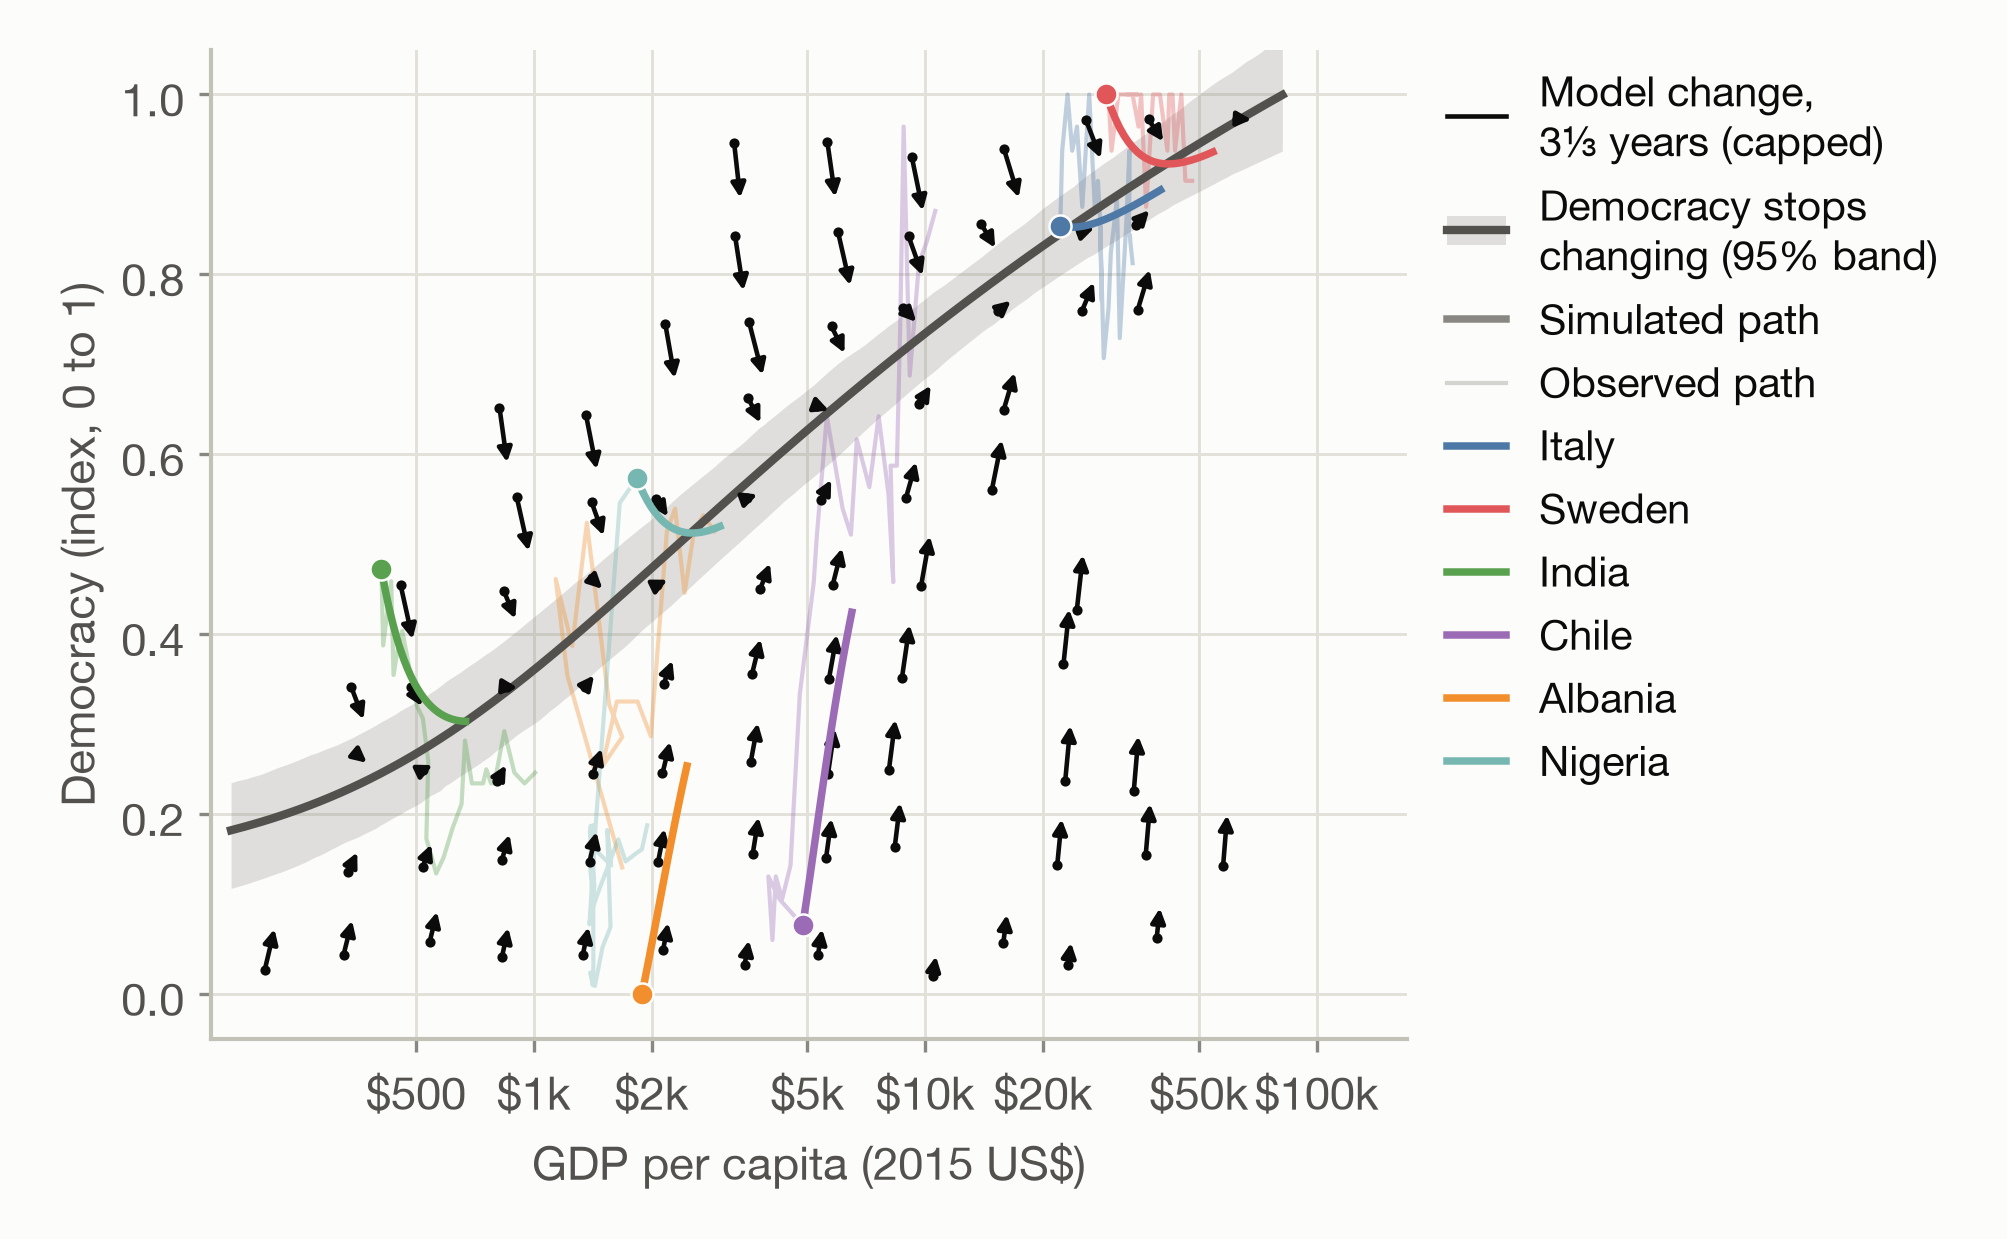 1.0
0.8
0.6
0.4
0.2
0.0
Democracy (index, 0 to 1)
$500 $1k $2k $5k $10k $20k $50k $100k
GDP per capita (2015 US$)
Model change,
3⅓ years (capped)
Democracy stops
changing (95% band)
Simulated path
Observed path
Italy
Sweden
India
Chile
Albania
Nigeria